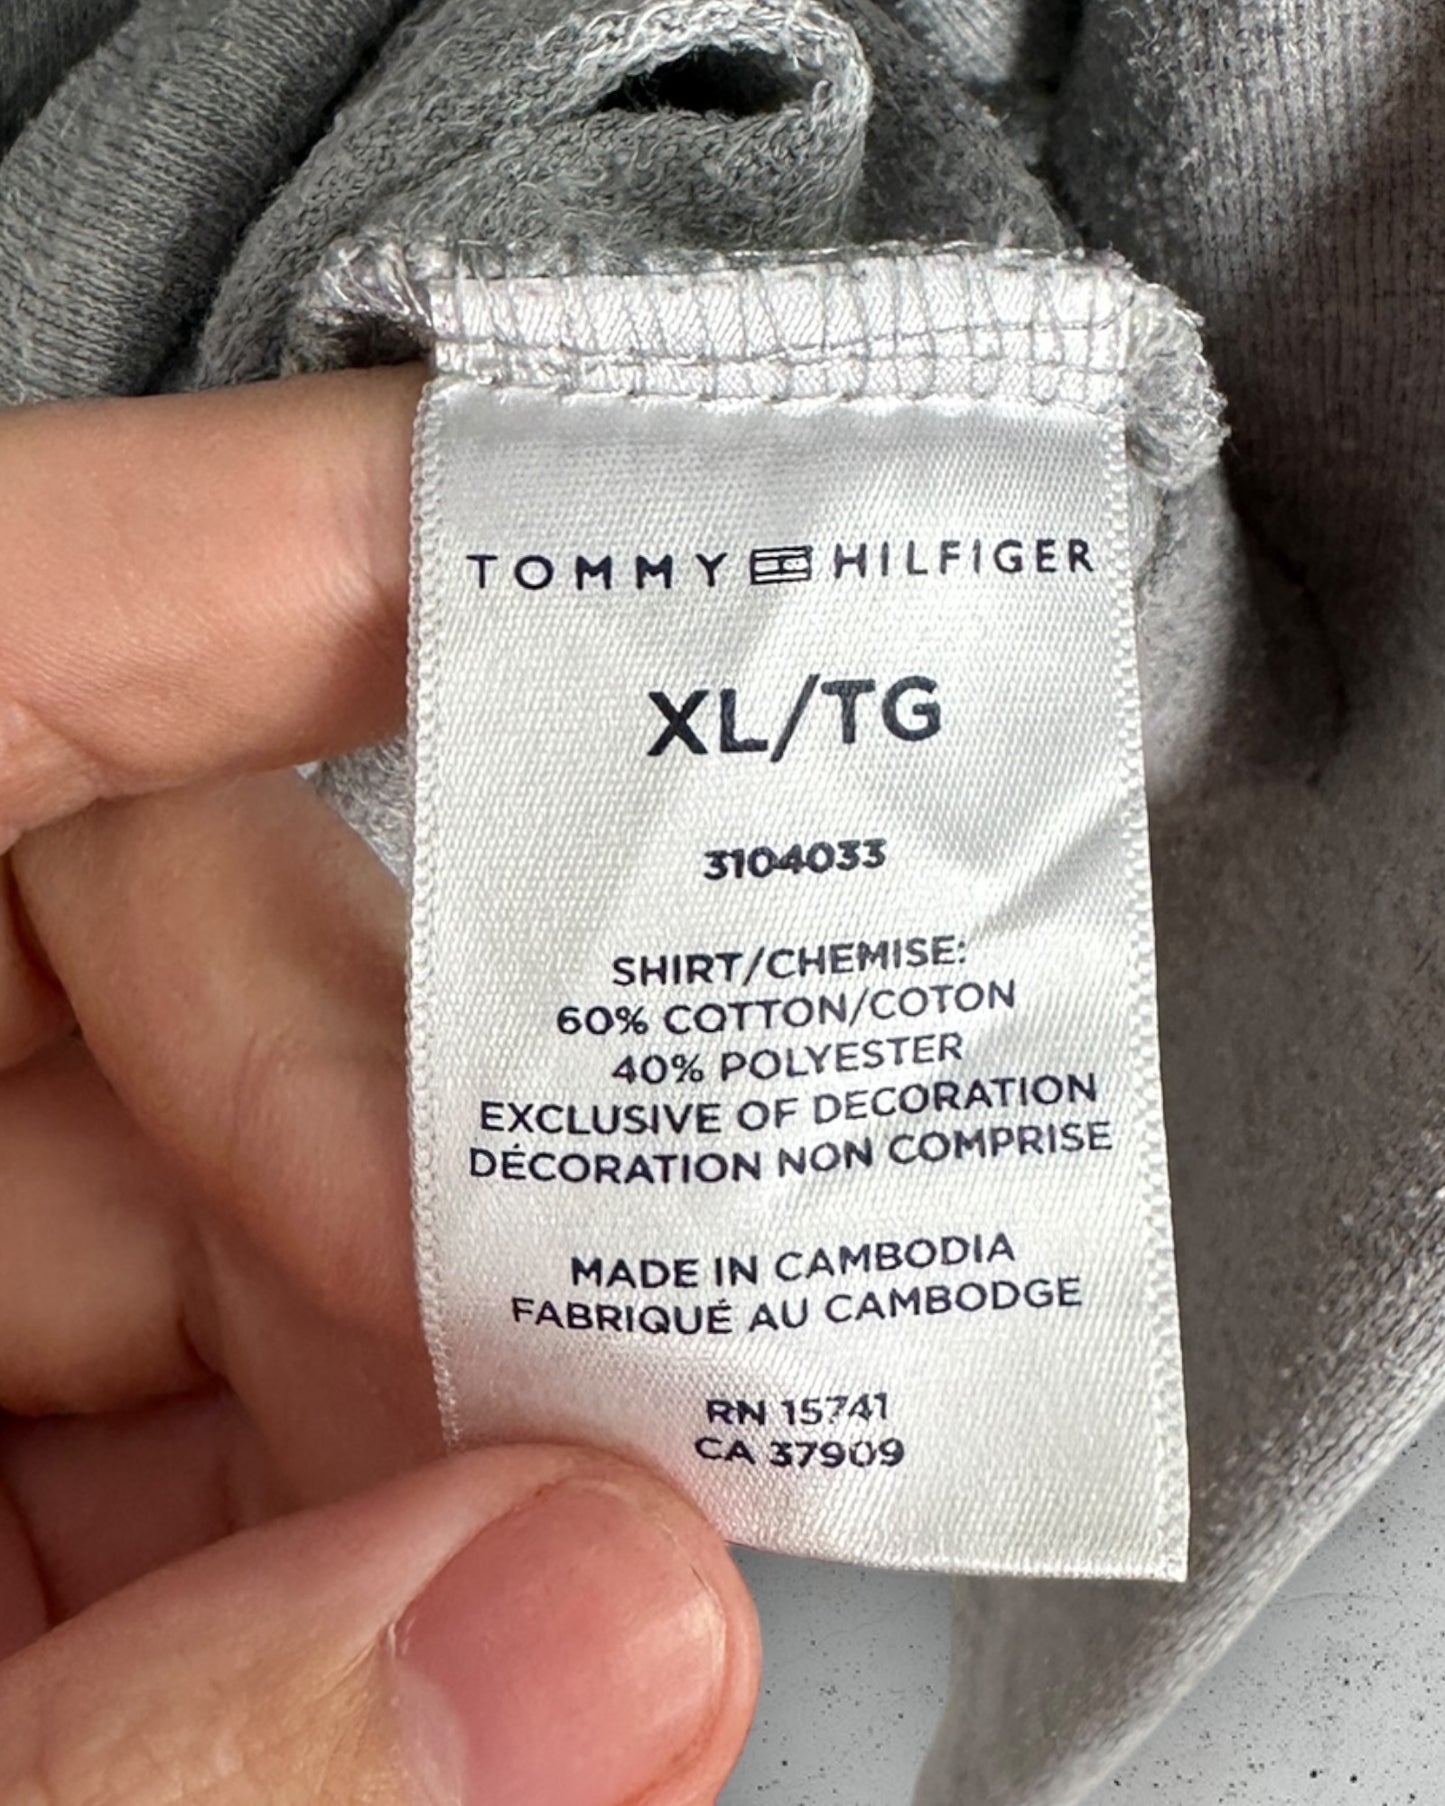 TOMMY HILFIGER
XL/TG
3104033
SHIRT/CHEMISE:
60% COTTON/COTON
40% POLYESTER
EXCLUSIVE OF DECORATION
DÉCORATION NON COMPRISE
MADE IN CAMBODIA
FABRIQUÉ AU CAMBODGE
RN 15741
CA 37909